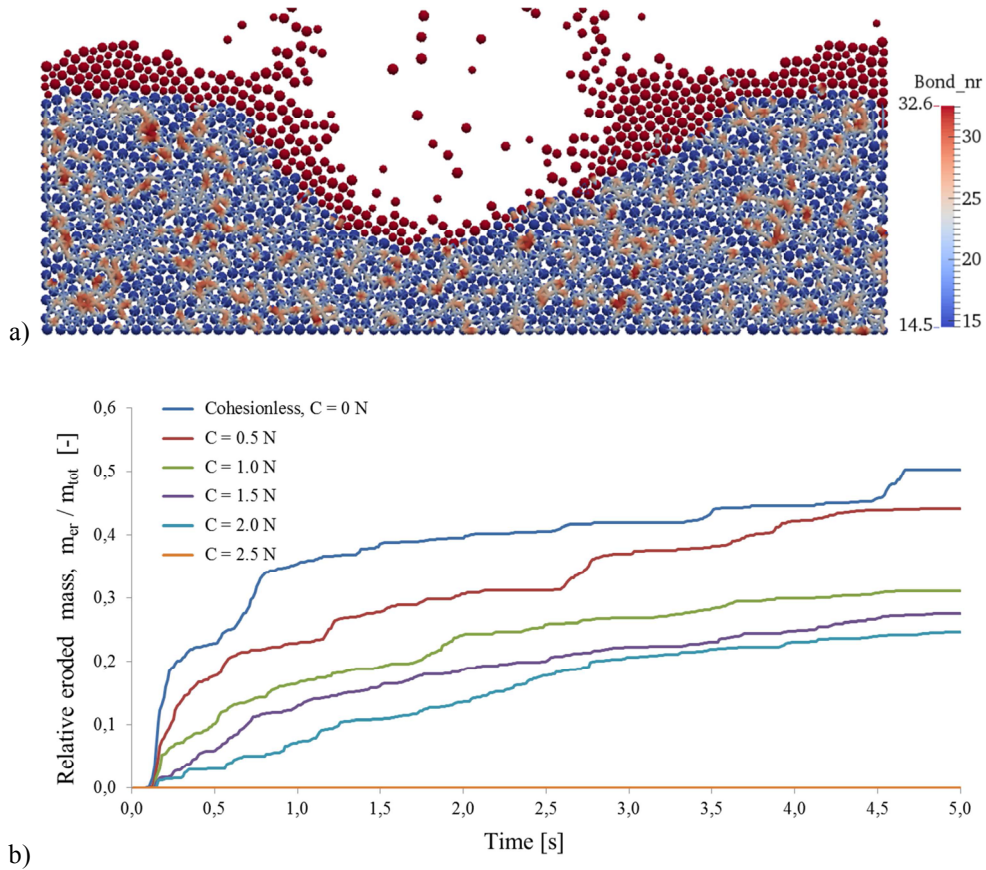 Bond_nr
32.6
30
25
20
15
14.5
a)
0,6
0,5
0,4
0,3
0,2
0,1
0,0
Relative eroded mass, m_er / m_tot [-]
Cohesionless, C = 0 N
C = 0.5 N
C = 1.0 N
C = 1.5 N
C = 2.0 N
C = 2.5 N
0,0 0,5 1,0 1,5 2,0 2,5 3,0 3,5 4,0 4,5 5,0
Time [s]
b)